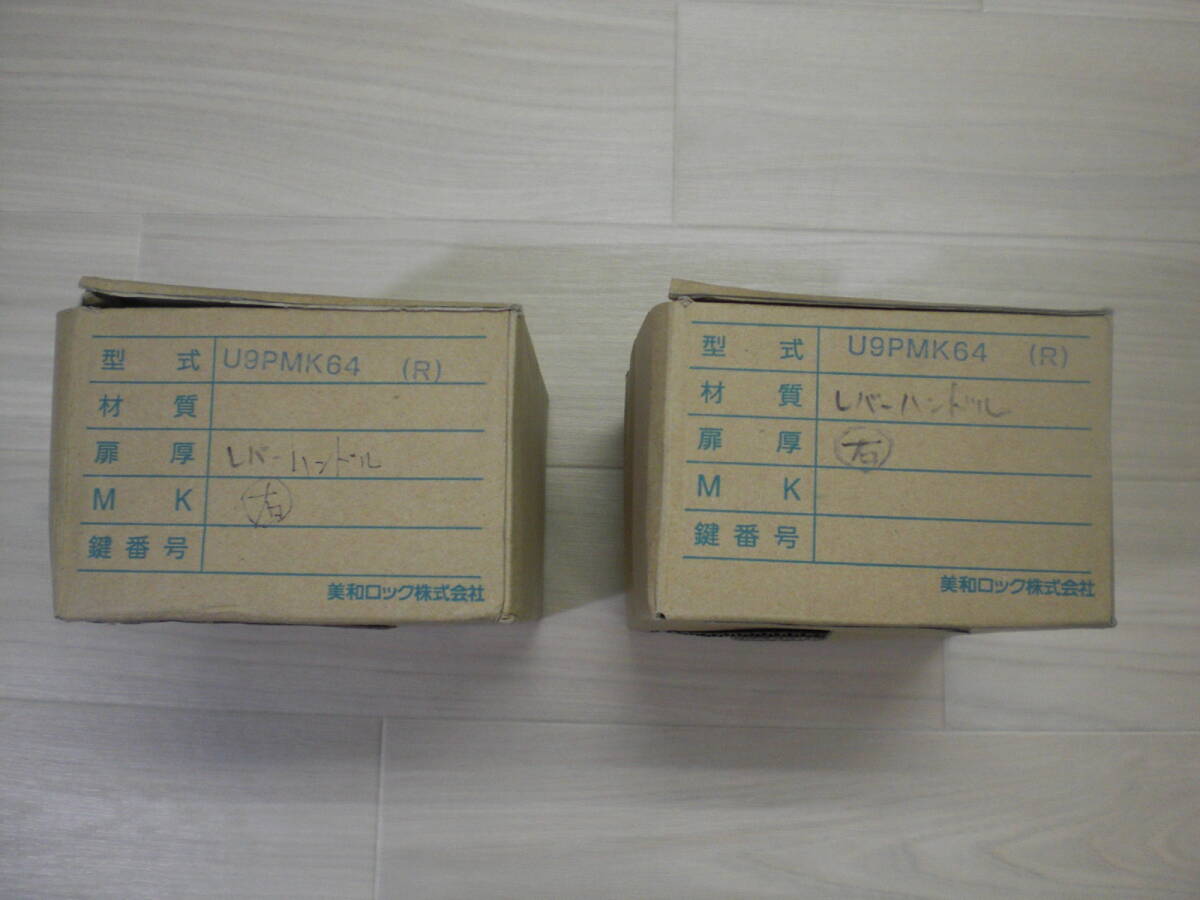 型式 U9PMK64 (R)
材質
扉厚 レバーハンドル
MK 右
鍵番号
美和ロック株式会社
型式 U9PMK64 (R)
材質 レバーハンドル
扉厚 右
MK
鍵番号
美和ロック株式会社